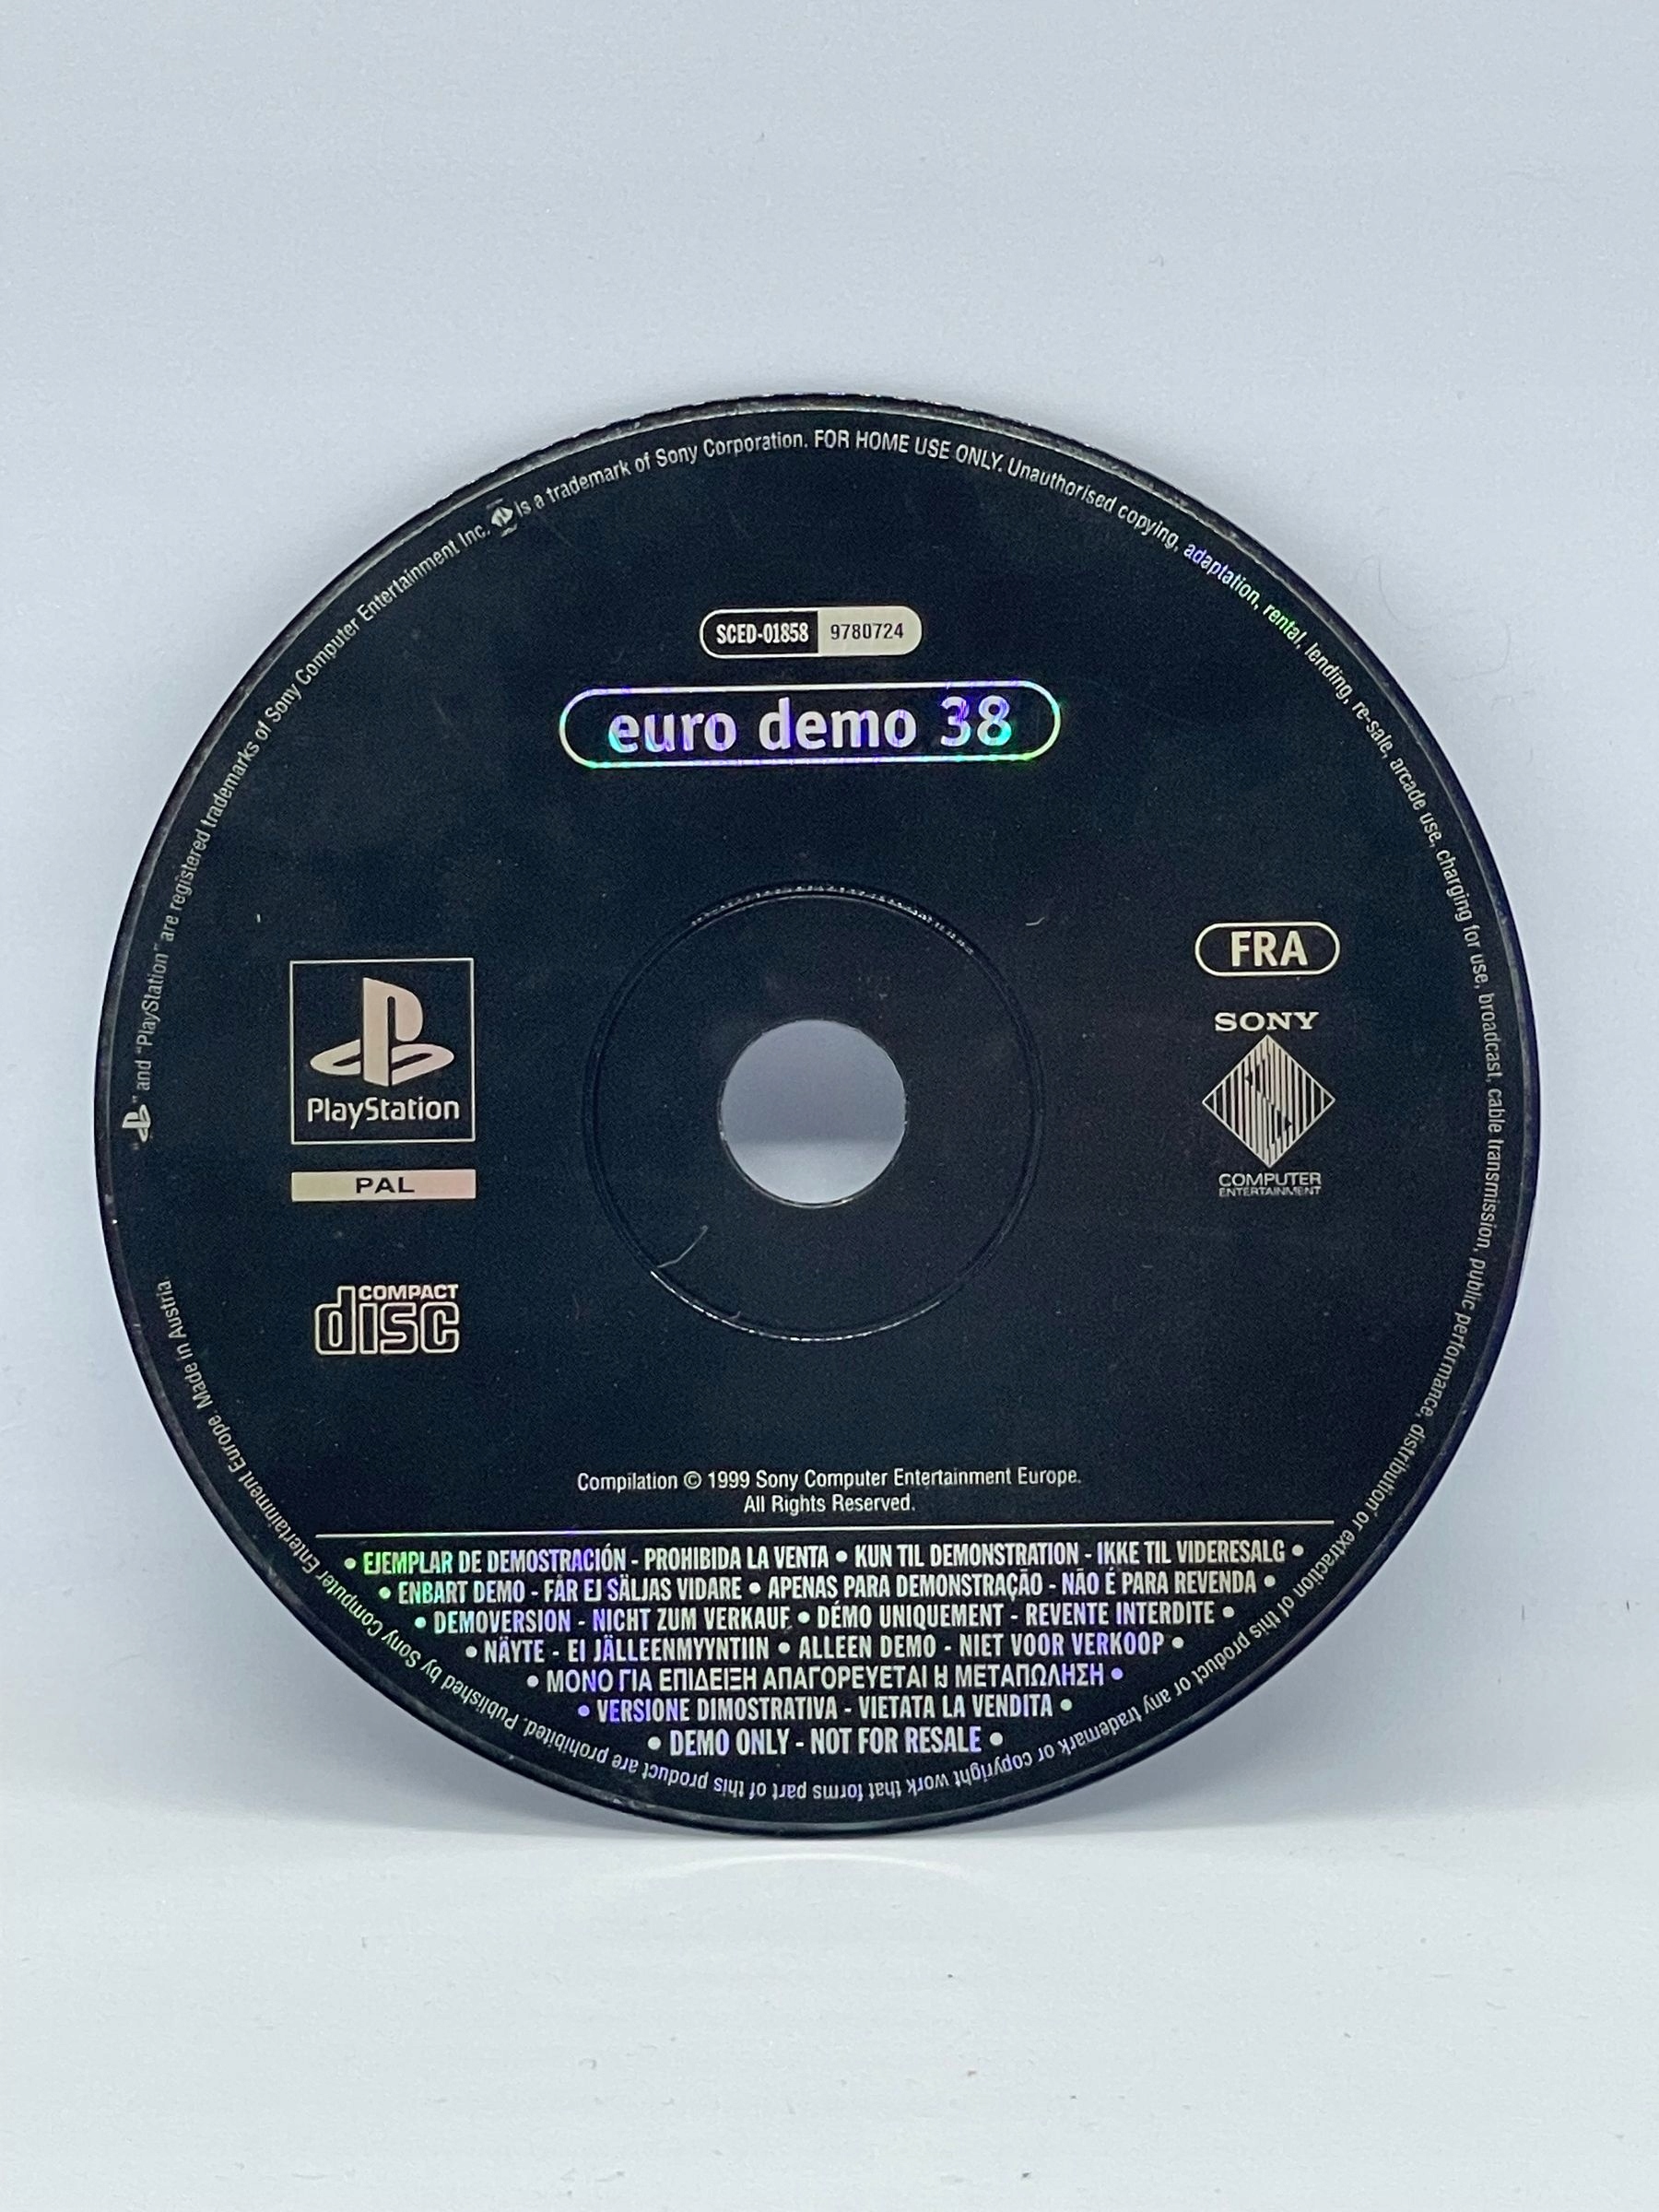 SCED-01858 9780724
euro demo 38
FRA
SONY
COMPUTER
ENTERTAINMENT
PlayStation
PAL
COMPACT
disc
Compilation © 1999 Sony Computer Entertainment Europe.
All Rights Reserved.
• EJEMPLAR DE DEMOSTRACIÓN - PROHIBIDA LA VENTA • KUN TIL DEMONSTRATION - IKKE TIL VIDERESALG •
• ENBART DEMO - FÅR EJ SÄLJAS VIDARE • APENAS PARA DEMONSTRAÇÃO - NÃO É PARA REVENDA •
• DEMOVERSION - NICHT ZUM VERKAUF • DÉMO UNIQUEMENT - REVENTE INTERDITE •
• NÄYTE - EI JÄLLEENMYYNTIIN • ALLEEN DEMO - NIET VOOR VERKOOP •
• ΜΟΝΟ ΓΙΑ ΕΠΙΔΕΙΞΗ ΑΠΑΓΟΡΕΥΕΤΑΙ Η ΜΕΤΑΠΩΛΗΣΗ •
• VERSIONE DIMOSTRATIVA - VIETATA LA VENDITA •
• DEMO ONLY - NOT FOR RESALE •
" " and "PlayStation" are registered trademarks of Sony Computer Entertainment Inc. is a trademark of Sony Corporation. FOR HOME USE ONLY. Unauthorised copying, adaptation, rental, lending, re-sale, arcade use, charging for use, broadcast, cable transmission, public performance, distribution or extraction of this product or any trademark or copyright work that forms part of this product are prohibited. Published by Sony Computer Entertainment Europe. Made in Austria.